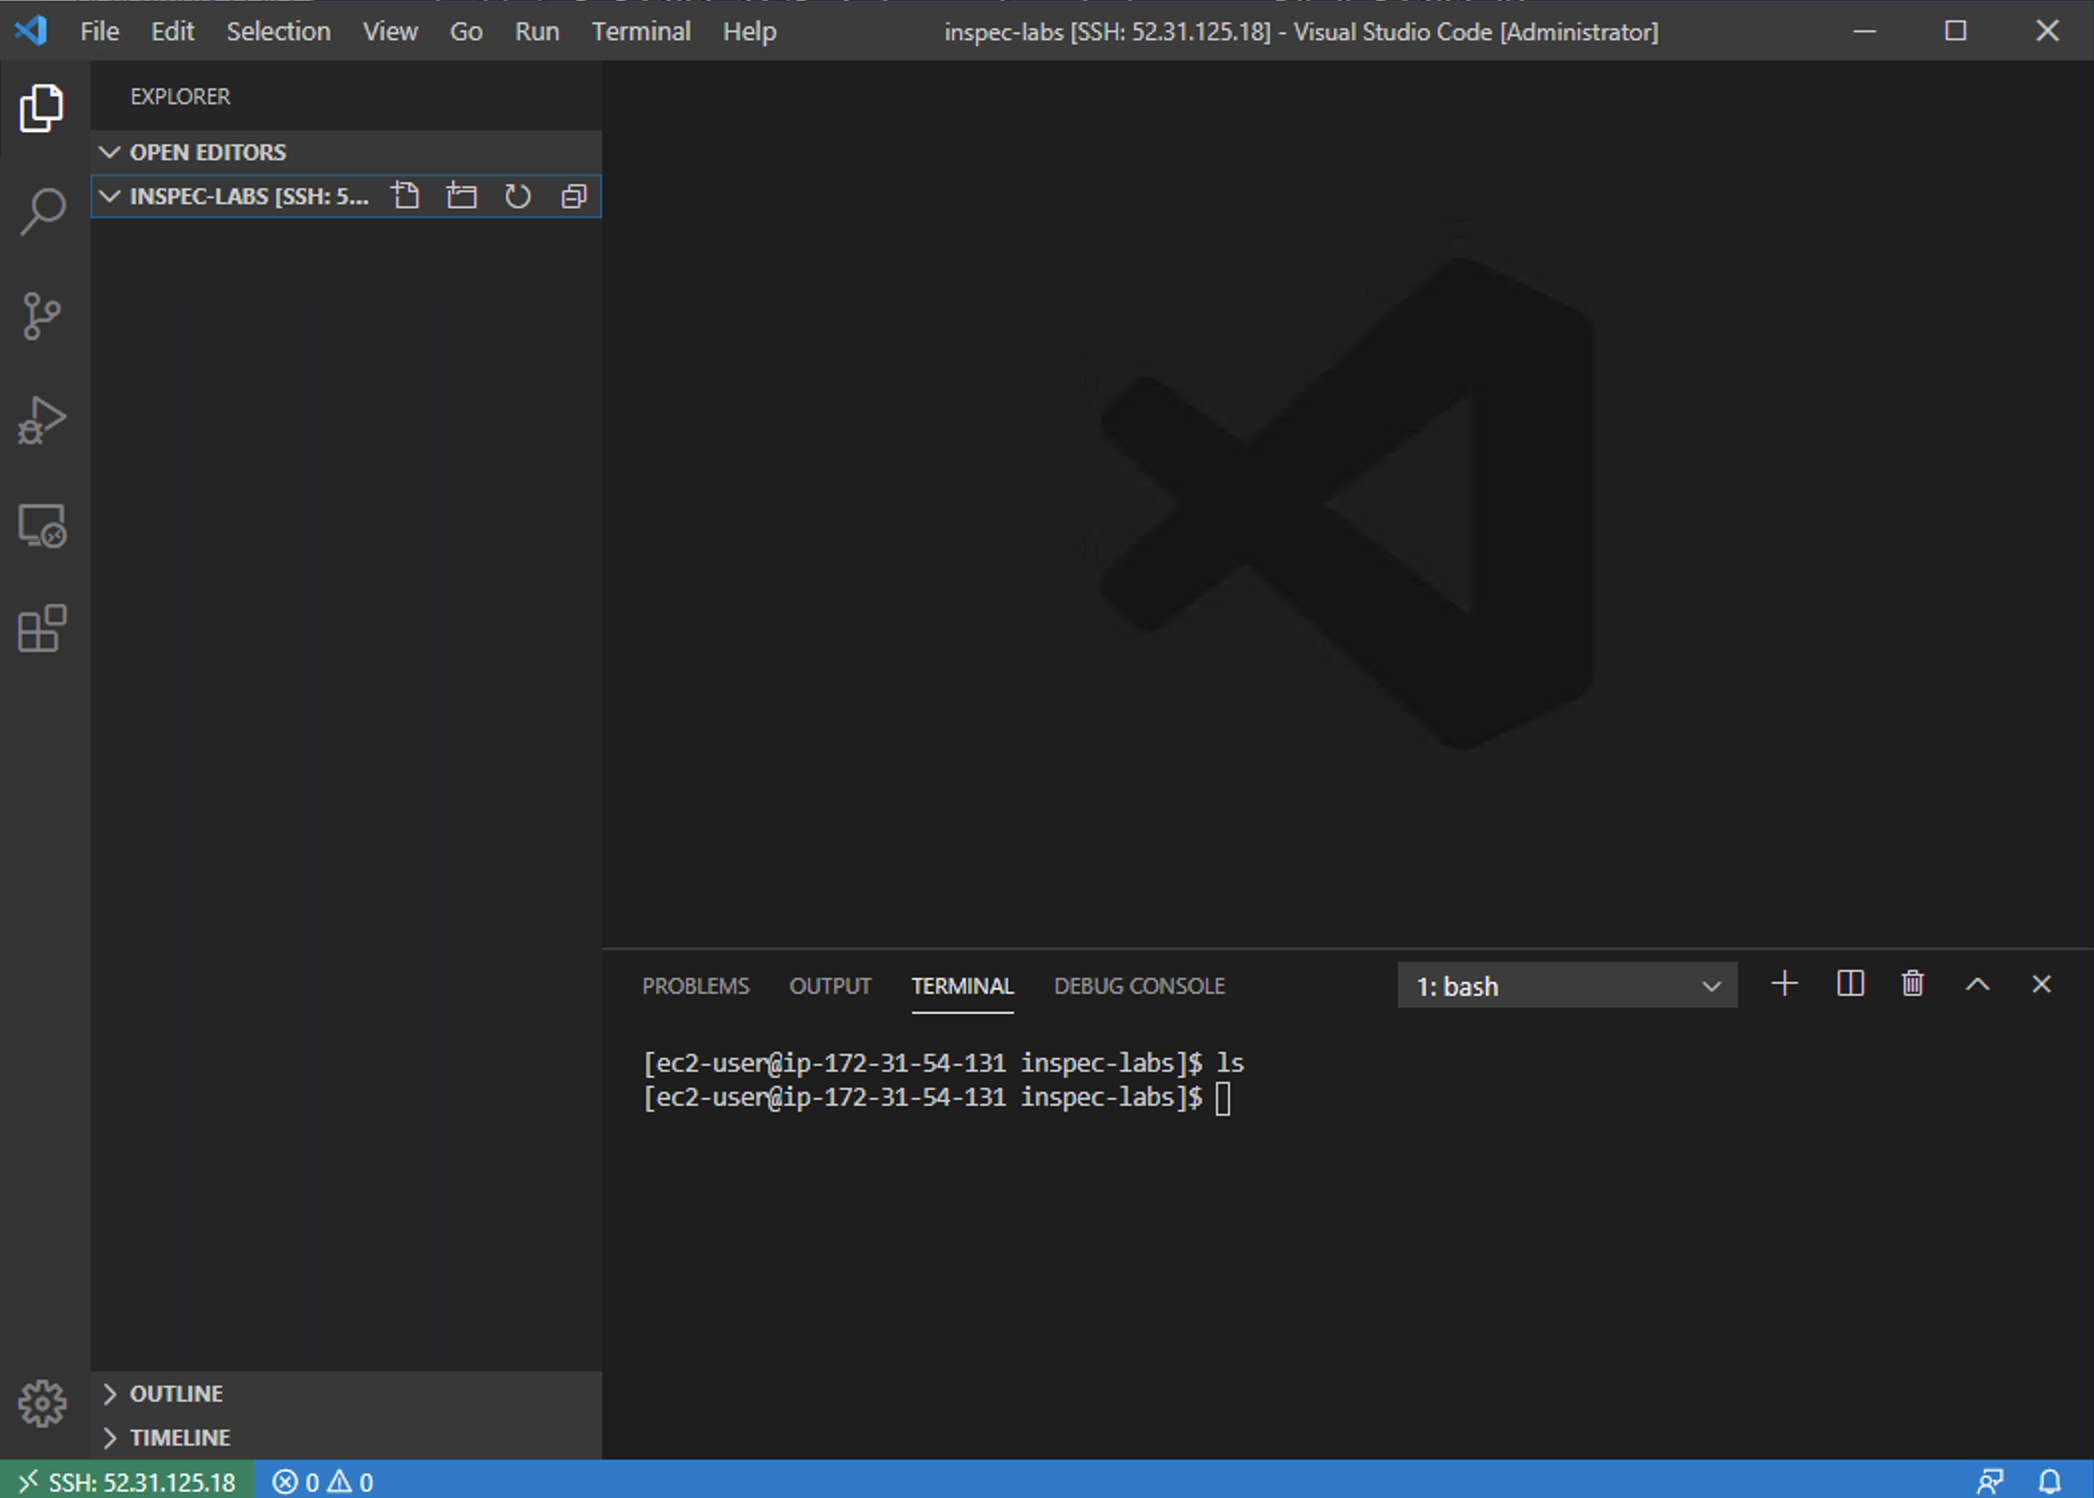 File Edit Selection View Go Run Terminal Help inspec-labs [SSH: 52.31.125.18] - Visual Studio Code [Administrator]
EXPLORER
OPEN EDITORS
INSPEC-LABS [SSH: 5...
PROBLEMS OUTPUT TERMINAL DEBUG CONSOLE 1: bash
[ec2-user@ip-172-31-54-131 inspec-labs]$ ls
[ec2-user@ip-172-31-54-131 inspec-labs]$
OUTLINE
TIMELINE
SSH: 52.31.125.18 0 0